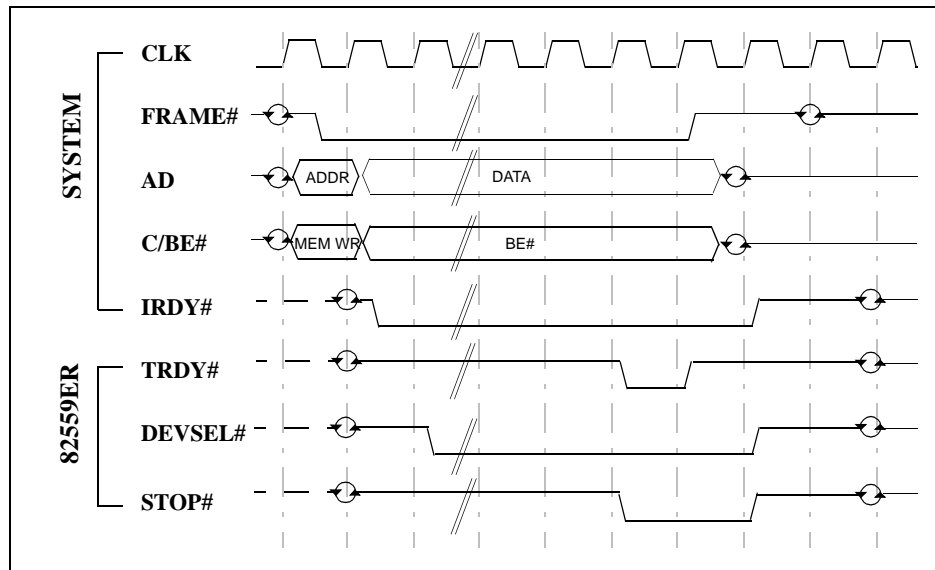 SYSTEM
CLK
FRAME#
AD ADDR DATA
C/BE# MEM WR BE#
IRDY#
82559ER
TRDY#
DEVSEL#
STOP#